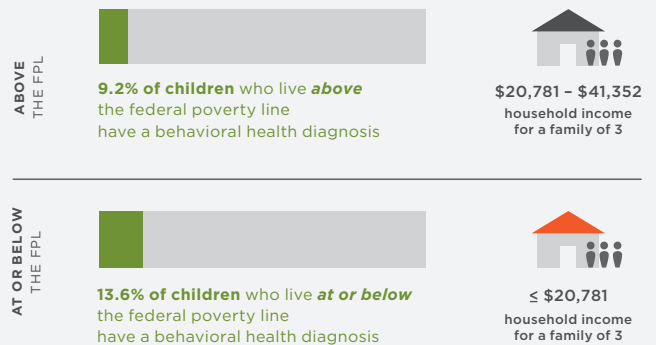 ABOVE
THE FPL
9.2% of children who live above
the federal poverty line
have a behavioral health diagnosis
$20,781 – $41,352
household income
for a family of 3
AT OR BELOW
THE FPL
13.6% of children who live at or below
the federal poverty line
have a behavioral health diagnosis
≤ $20,781
household income
for a family of 3